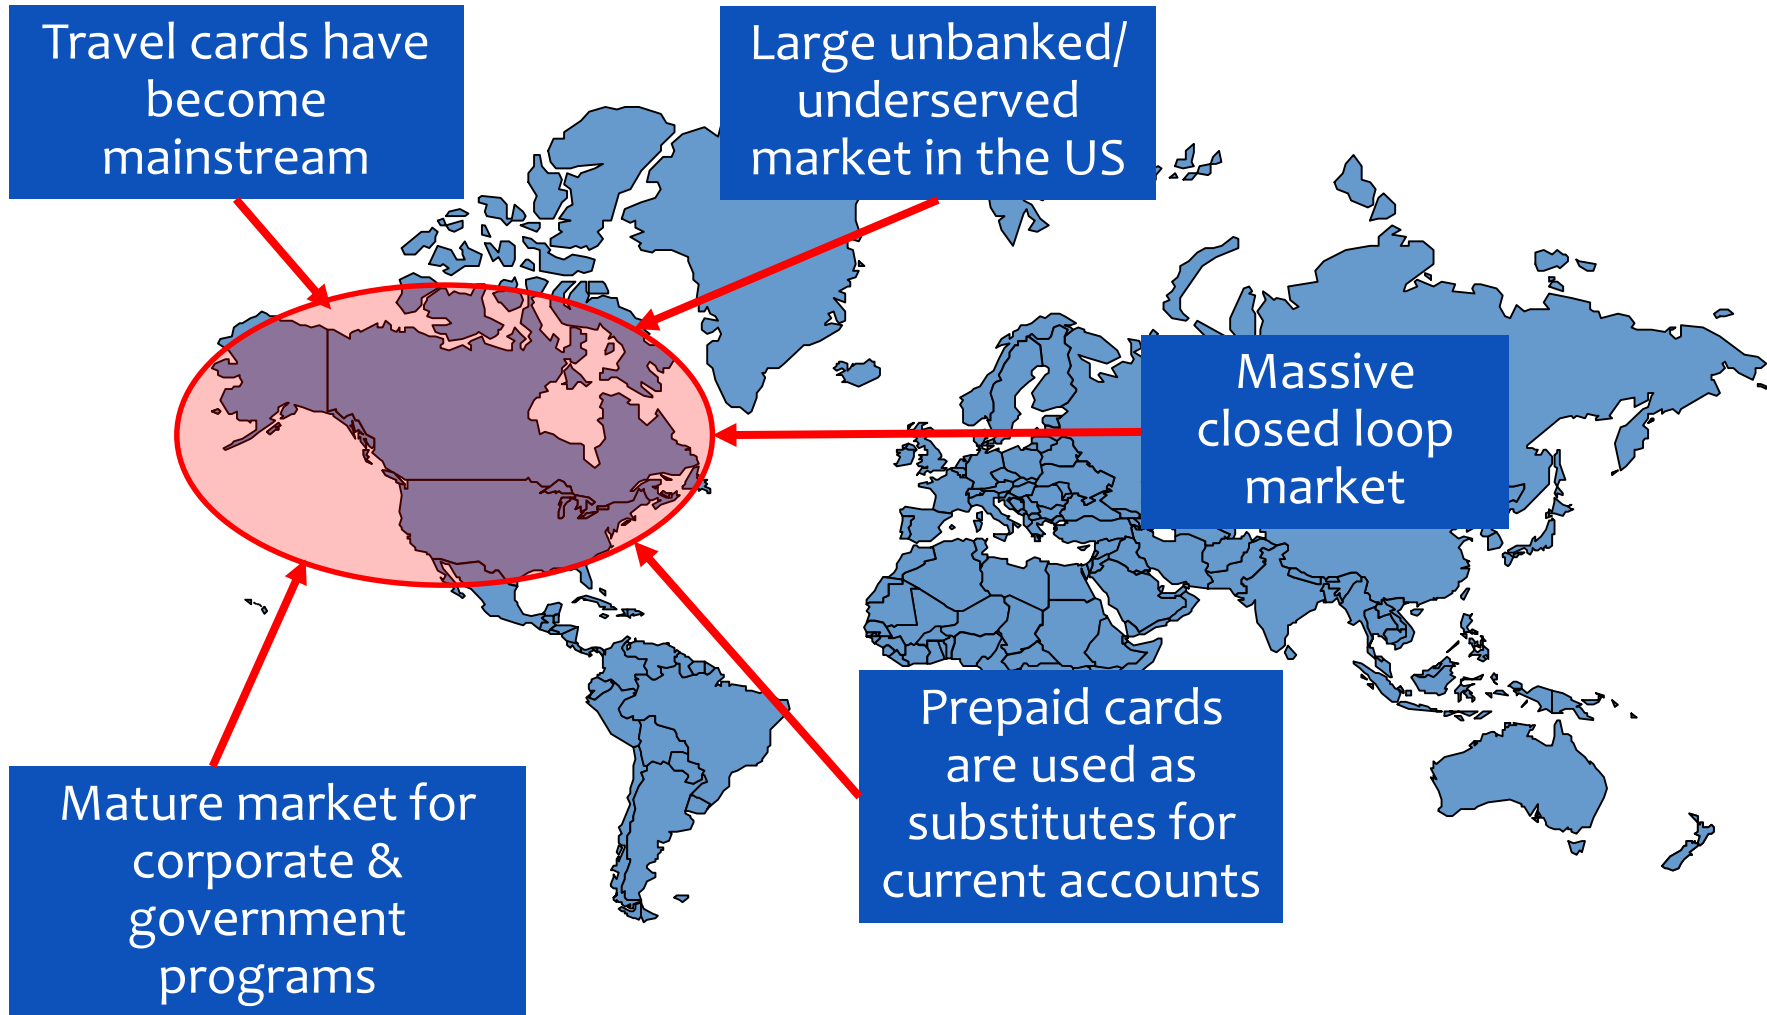 Travel cards have
become
mainstream
Large unbanked/
underserved
market in the US
Massive
closed loop
market
Prepaid cards
are used as
substitutes for
current accounts
Mature market for
corporate &
government
programs